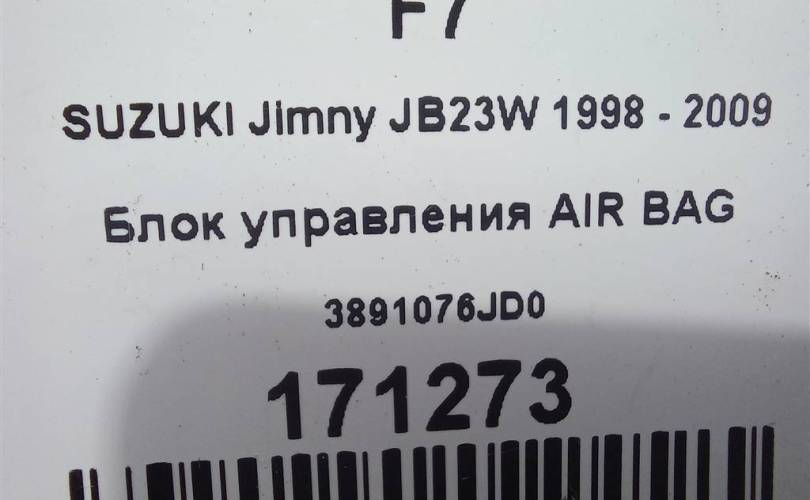 F7
SUZUKI Jimny JB23W 1998 - 2009
Блок управления AIR BAG
3891076JD0
171273